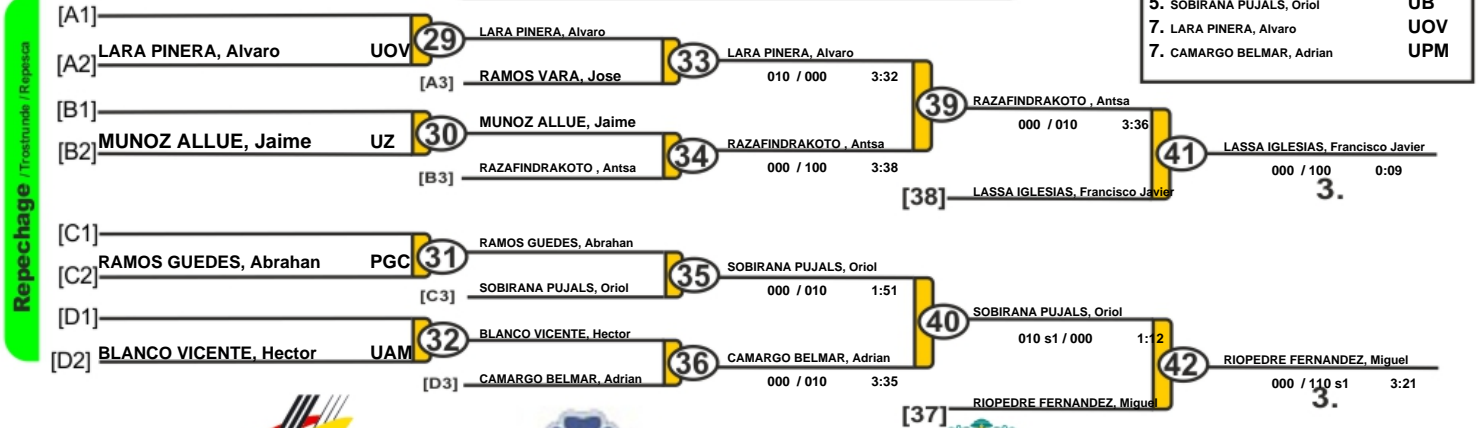 5. SOBIRANA PUJALS, Oriol UB
7. LARA PINERA, Alvaro UOV
7. CAMARGO BELMAR, Adrian UPM
Repechage / Trostrunde / Repesca
[A1]
[A2] LARA PINERA, Alvaro UOV
29
LARA PINERA, Alvaro
[A3] RAMOS VARA, Jose
33
LARA PINERA, Alvaro
010 / 000 3:32
[B1]
[B2] MUNOZ ALLUE, Jaime UZ
30
MUNOZ ALLUE, Jaime
[B3] RAZAFINDRAKOTO , Antsa
34
RAZAFINDRAKOTO , Antsa
000 / 100 3:38
39
RAZAFINDRAKOTO , Antsa
000 / 010 3:36
[38] LASSA IGLESIAS, Francisco Javier
41
LASSA IGLESIAS, Francisco Javier
000 / 100 0:09
3.
[C1]
[C2] RAMOS GUEDES, Abrahan PGC
31
RAMOS GUEDES, Abrahan
[C3] SOBIRANA PUJALS, Oriol
35
SOBIRANA PUJALS, Oriol
000 / 010 1:51
[D1]
[D2] BLANCO VICENTE, Hector UAM
32
BLANCO VICENTE, Hector
[D3] CAMARGO BELMAR, Adrian
36
CAMARGO BELMAR, Adrian
000 / 010 3:35
40
SOBIRANA PUJALS, Oriol
010 s1 / 000 1:12
[37] RIOPEDRE FERNANDEZ, Miguel
42
RIOPEDRE FERNANDEZ, Miguel
000 / 110 s1 3:21
3.